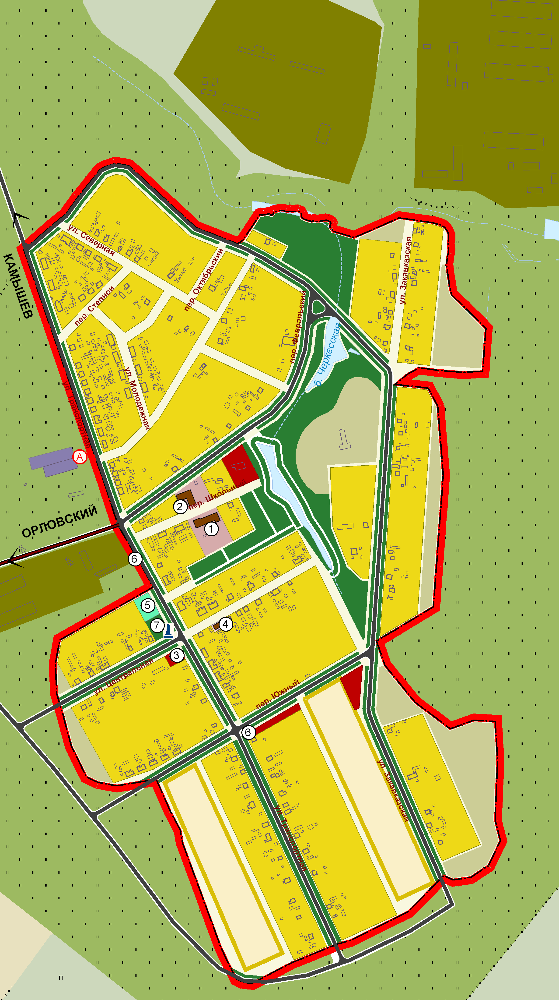 ул. Северная
пер. Октябрьский
ул. Закавказская
КАМЫШЕВ
пер. Степной
пер. Февральский
б. Черкесская
ул. Молодежная
ул. Транспортная
А
пер. Школьный
2
ОРЛОВСКИЙ
1
6
5
7
4
3
ул. Центральная
пер. Южный
6
ул. Закавказская
ул. Транспортная
П